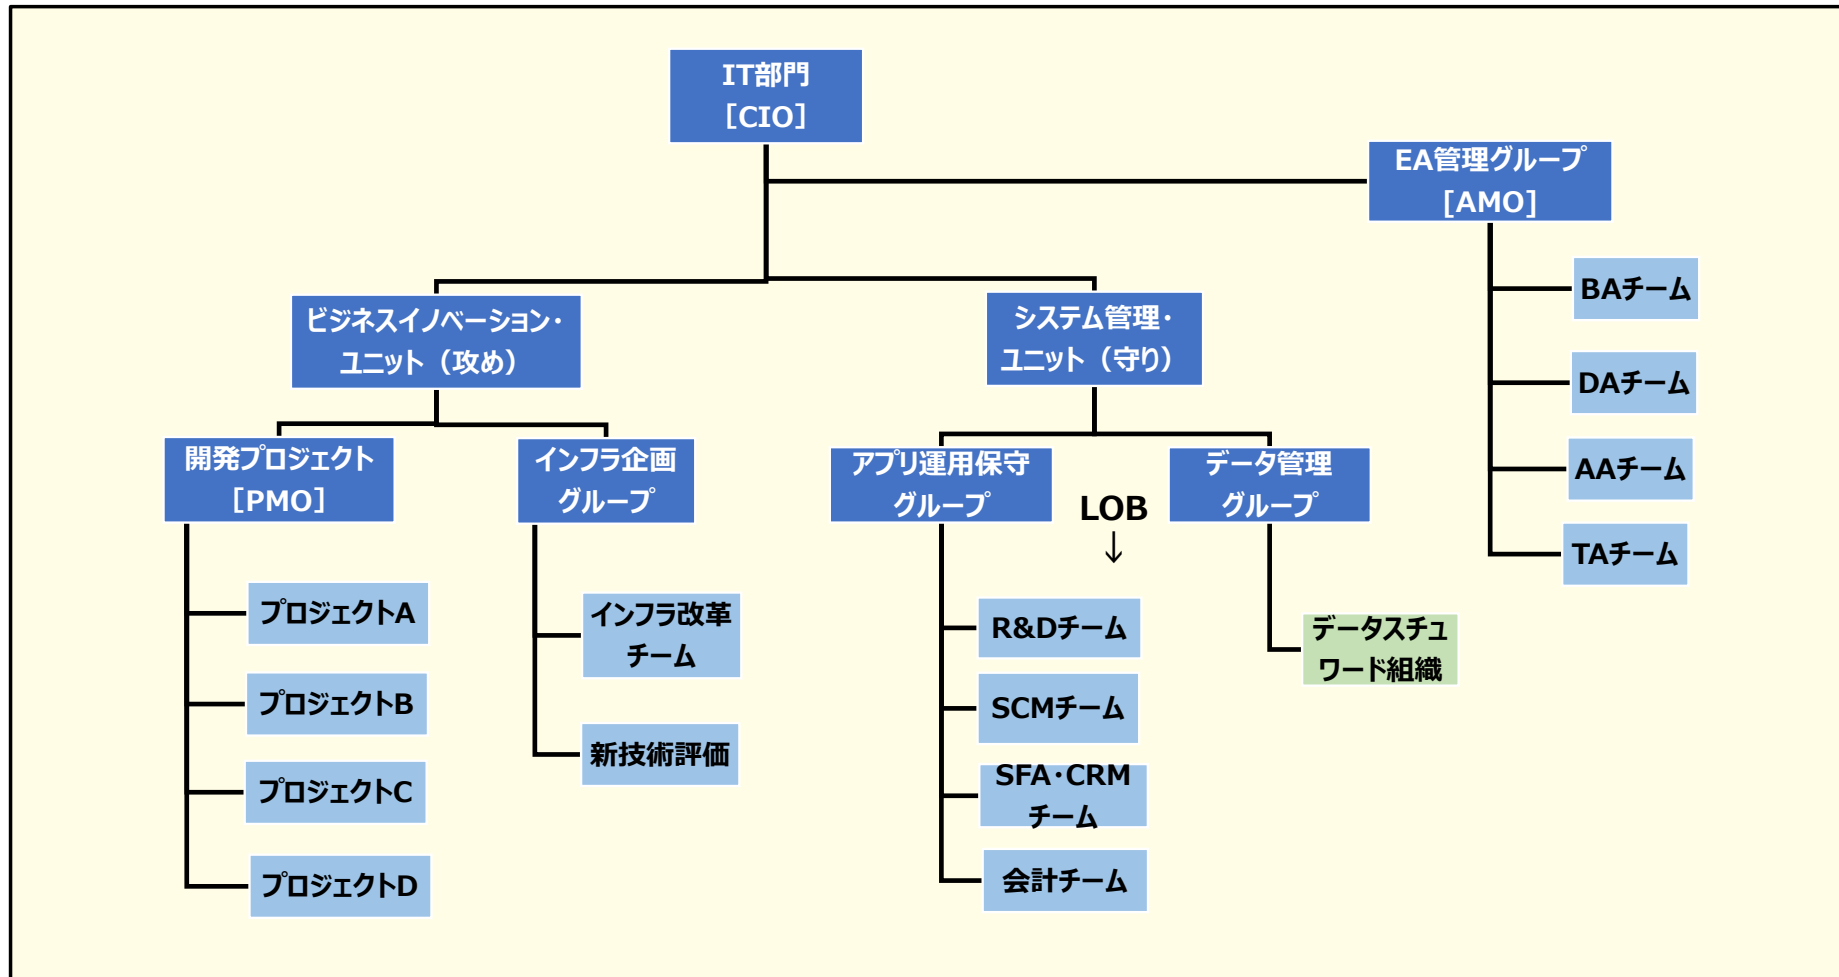 IT部門
[CIO]
EA管理グループ
[AMO]
BAチーム
DAチーム
AAチーム
TAチーム
ビジネスイノベーション・
ユニット（攻め）
システム管理・
ユニット（守り）
開発プロジェクト
[PMO]
インフラ企画
グループ
アプリ運用保守
グループ
LOB
↓
データ管理
グループ
プロジェクトA
プロジェクトB
プロジェクトC
プロジェクトD
インフラ改革
チーム
新技術評価
R&Dチーム
SCMチーム
SFA・CRM
チーム
会計チーム
データスチュ
ワード組織